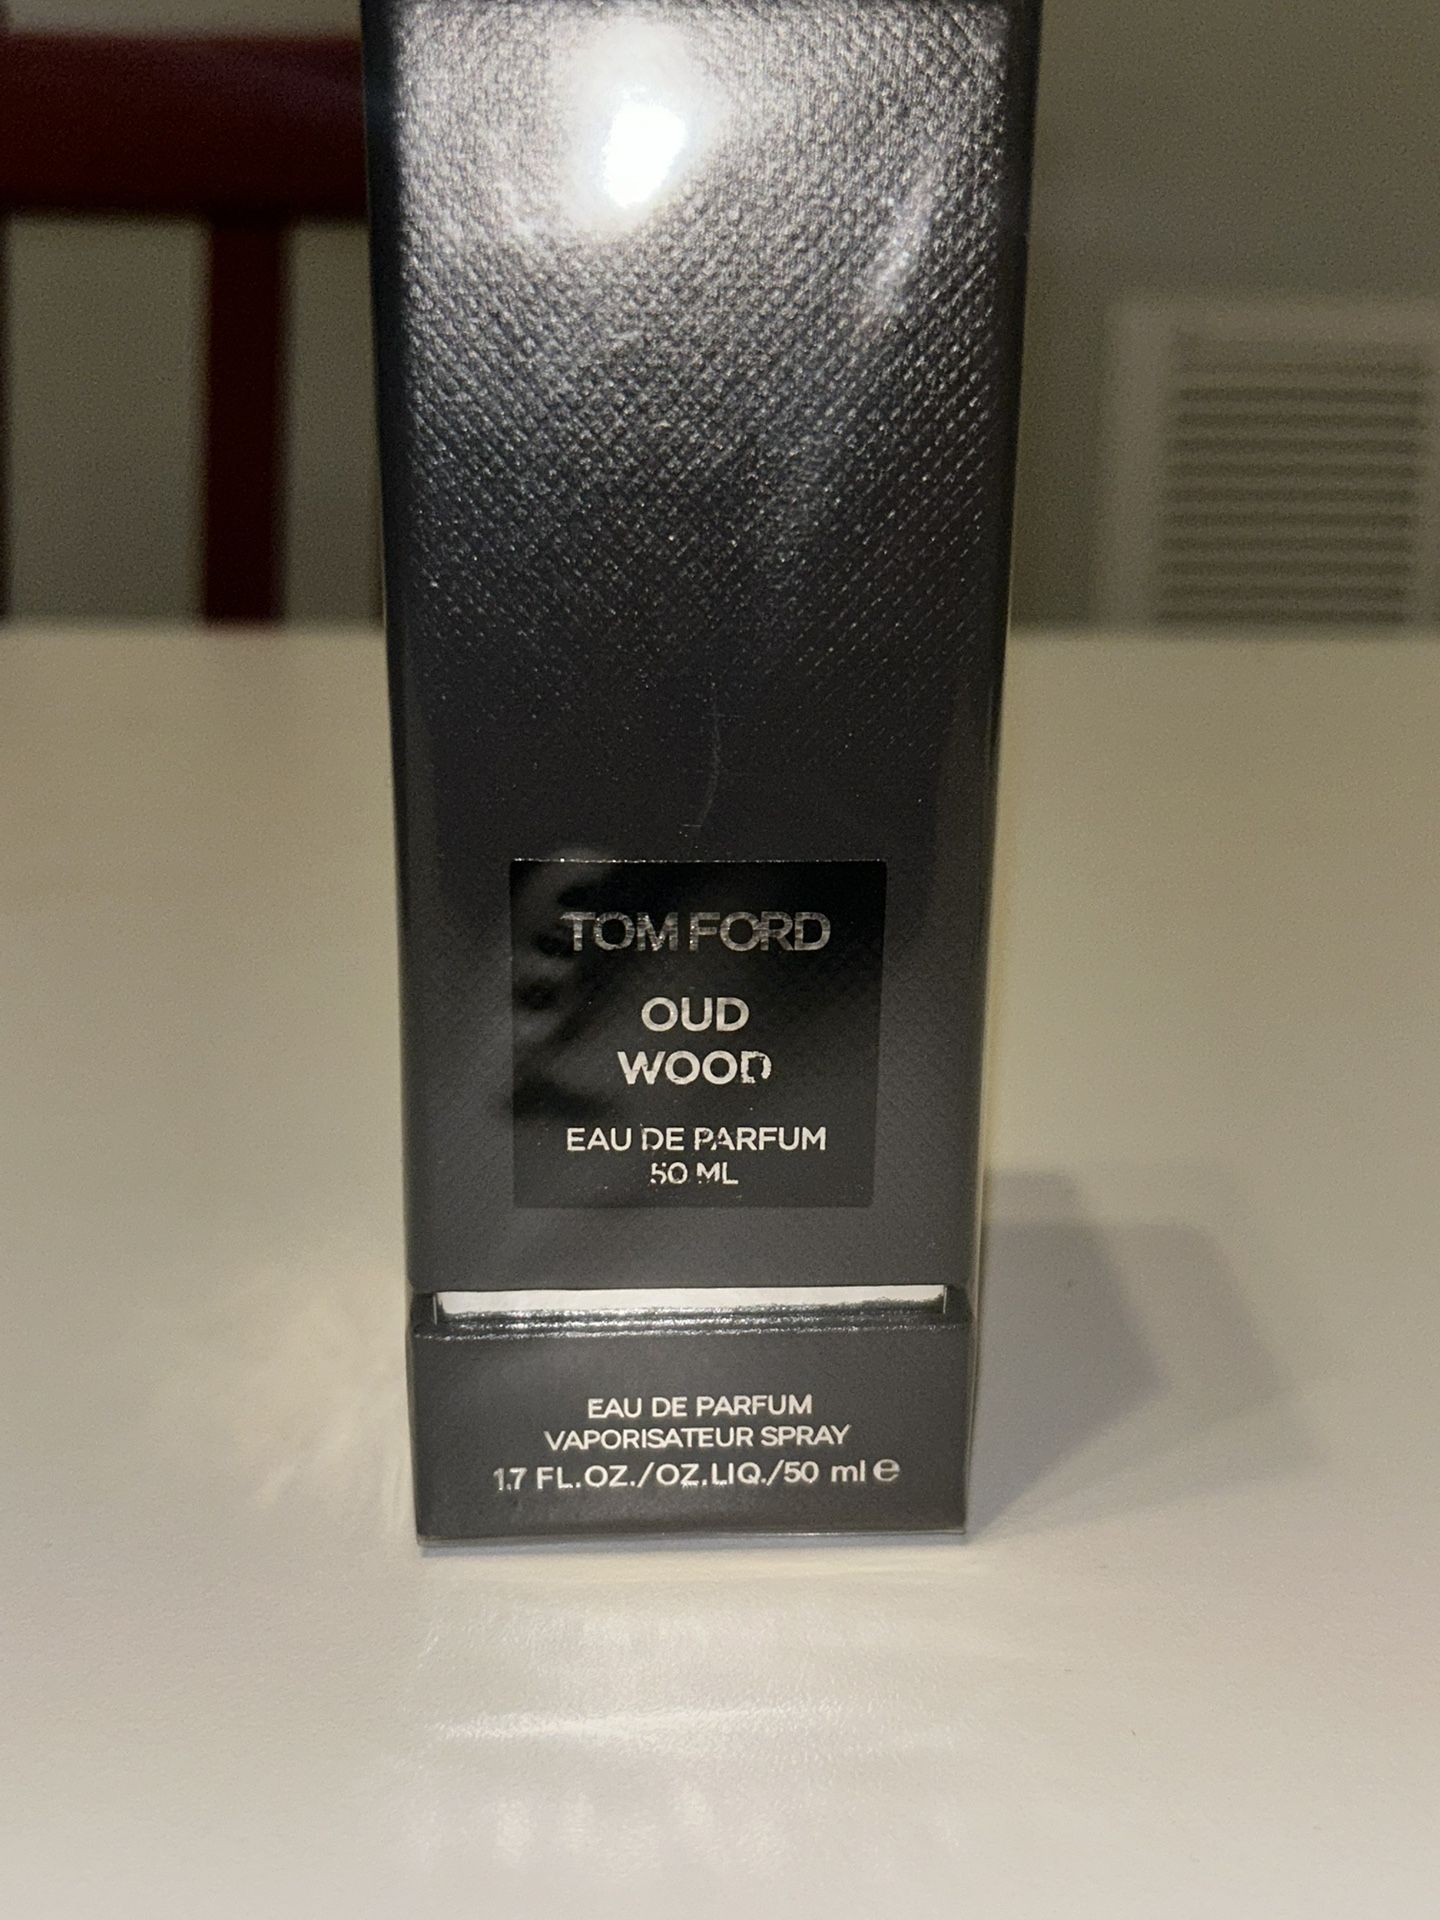 TOM FORD
OUD
WOOD
EAU DE PARFUM
50 ML
EAU DE PARFUM
VAPORISATEUR SPRAY
1.7 FL.OZ./OZ.LIQ./50 ml ℮